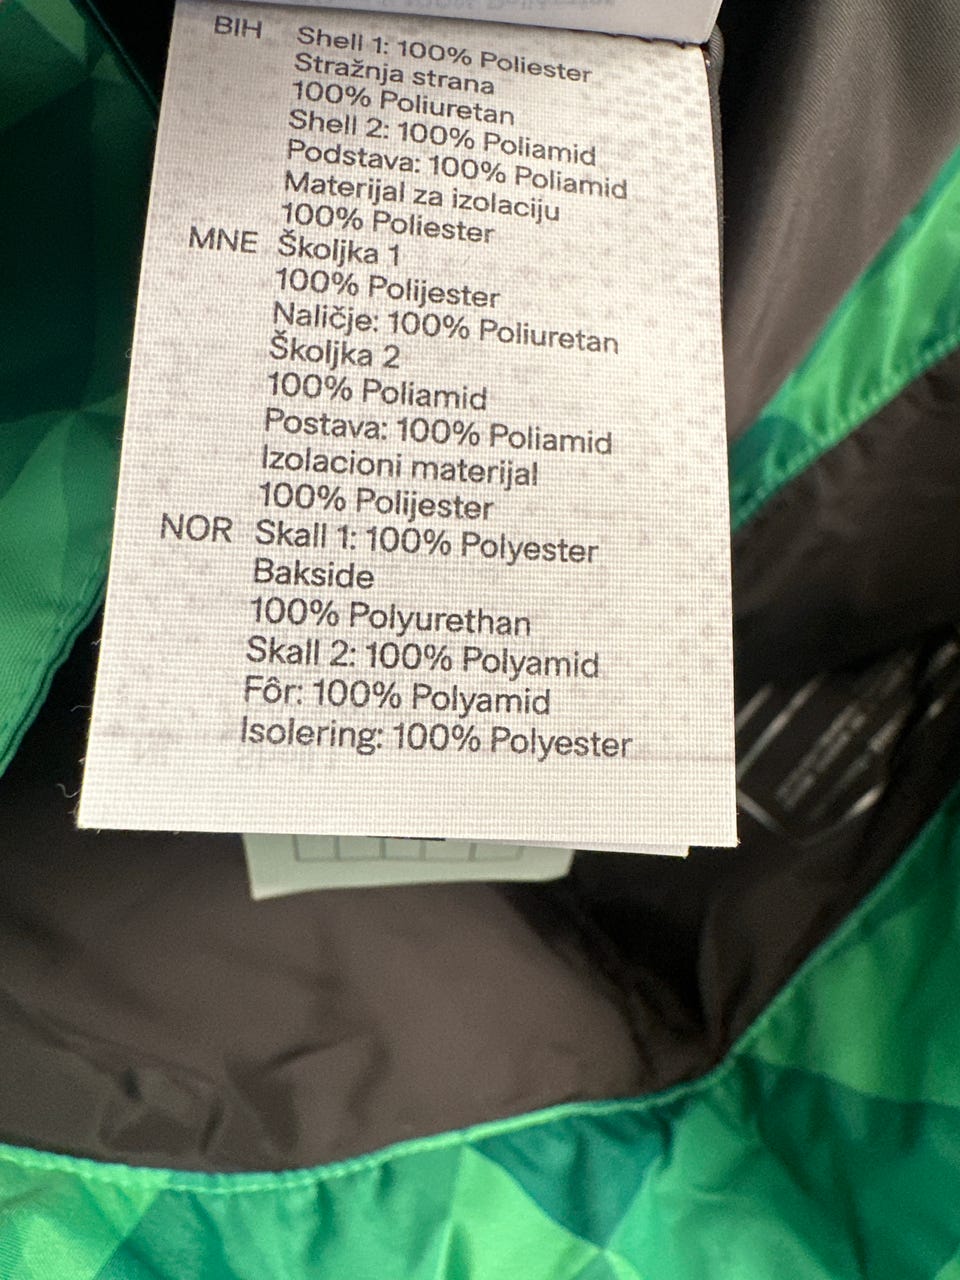 BIH Shell 1: 100% Poliester
Stražnja strana
100% Poliuretan
Shell 2: 100% Poliamid
Podstava: 100% Poliamid
Materijal za izolaciju
100% Poliester
MNE Školjka 1
100% Polijester
Naličje: 100% Poliuretan
Školjka 2
100% Poliamid
Postava: 100% Poliamid
Izolacioni materijal
100% Polijester
NOR Skall 1: 100% Polyester
Bakside
100% Polyurethan
Skall 2: 100% Polyamid
Fôr: 100% Polyamid
Isolering: 100% Polyester